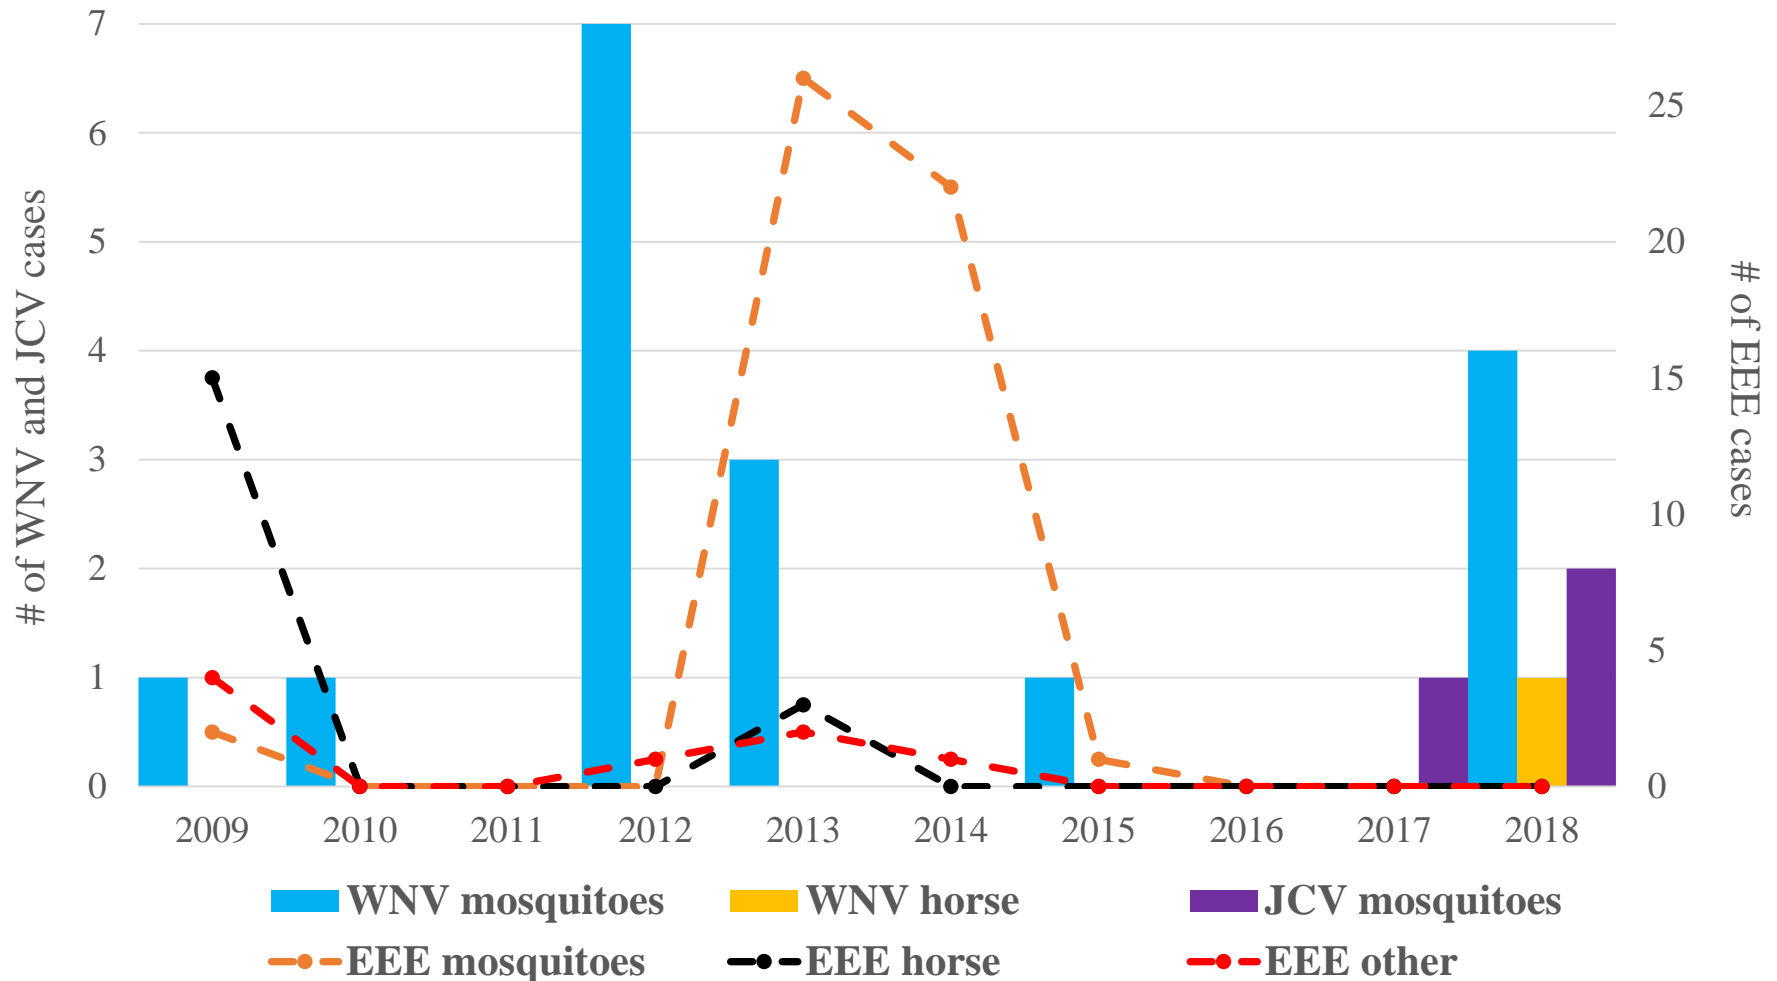 # of WNV and JCV cases
7
6
5
4
3
2
1
0
25
20
15
10
5
0
# of EEE cases
2009 2010 2011 2012 2013 2014 2015 2016 2017 2018
WNV mosquitoes WNV horse JCV mosquitoes
EEE mosquitoes EEE horse EEE other